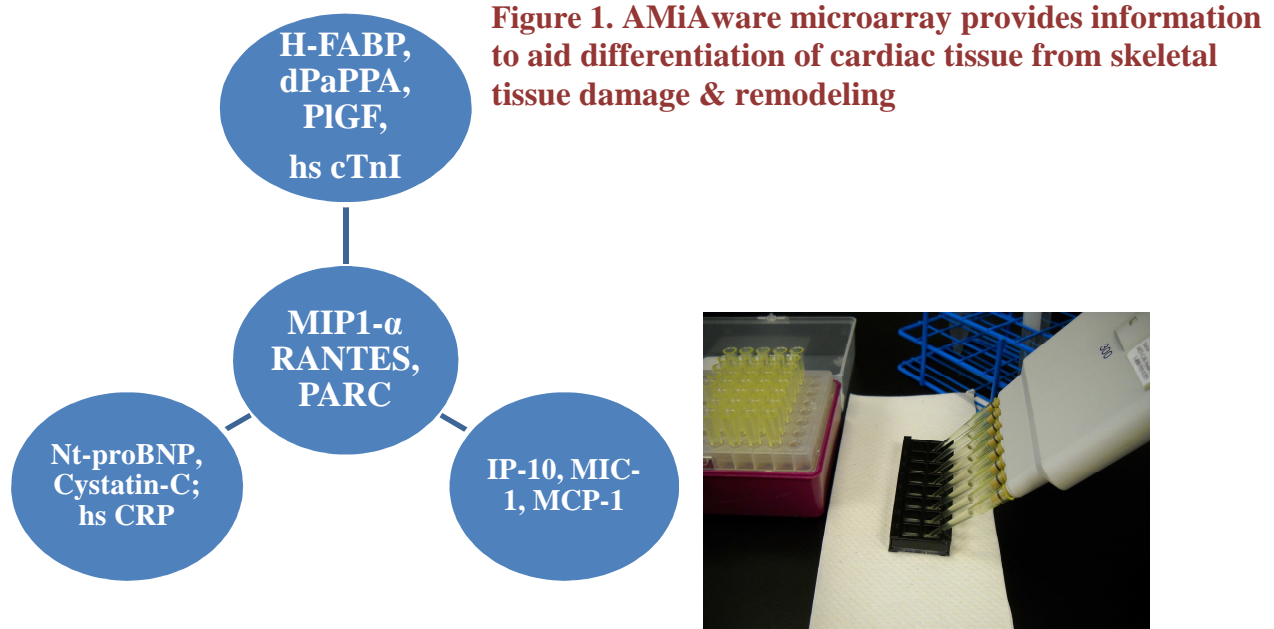 Figure 1. AMiAware microarray provides information
to aid differentiation of cardiac tissue from skeletal
tissue damage & remodeling
H-FABP,
dPaPPA,
PlGF,
hs cTnI
MIP1-α
RANTES,
PARC
Nt-proBNP,
Cystatin-C;
hs CRP
IP-10, MIC-
1, MCP-1
300